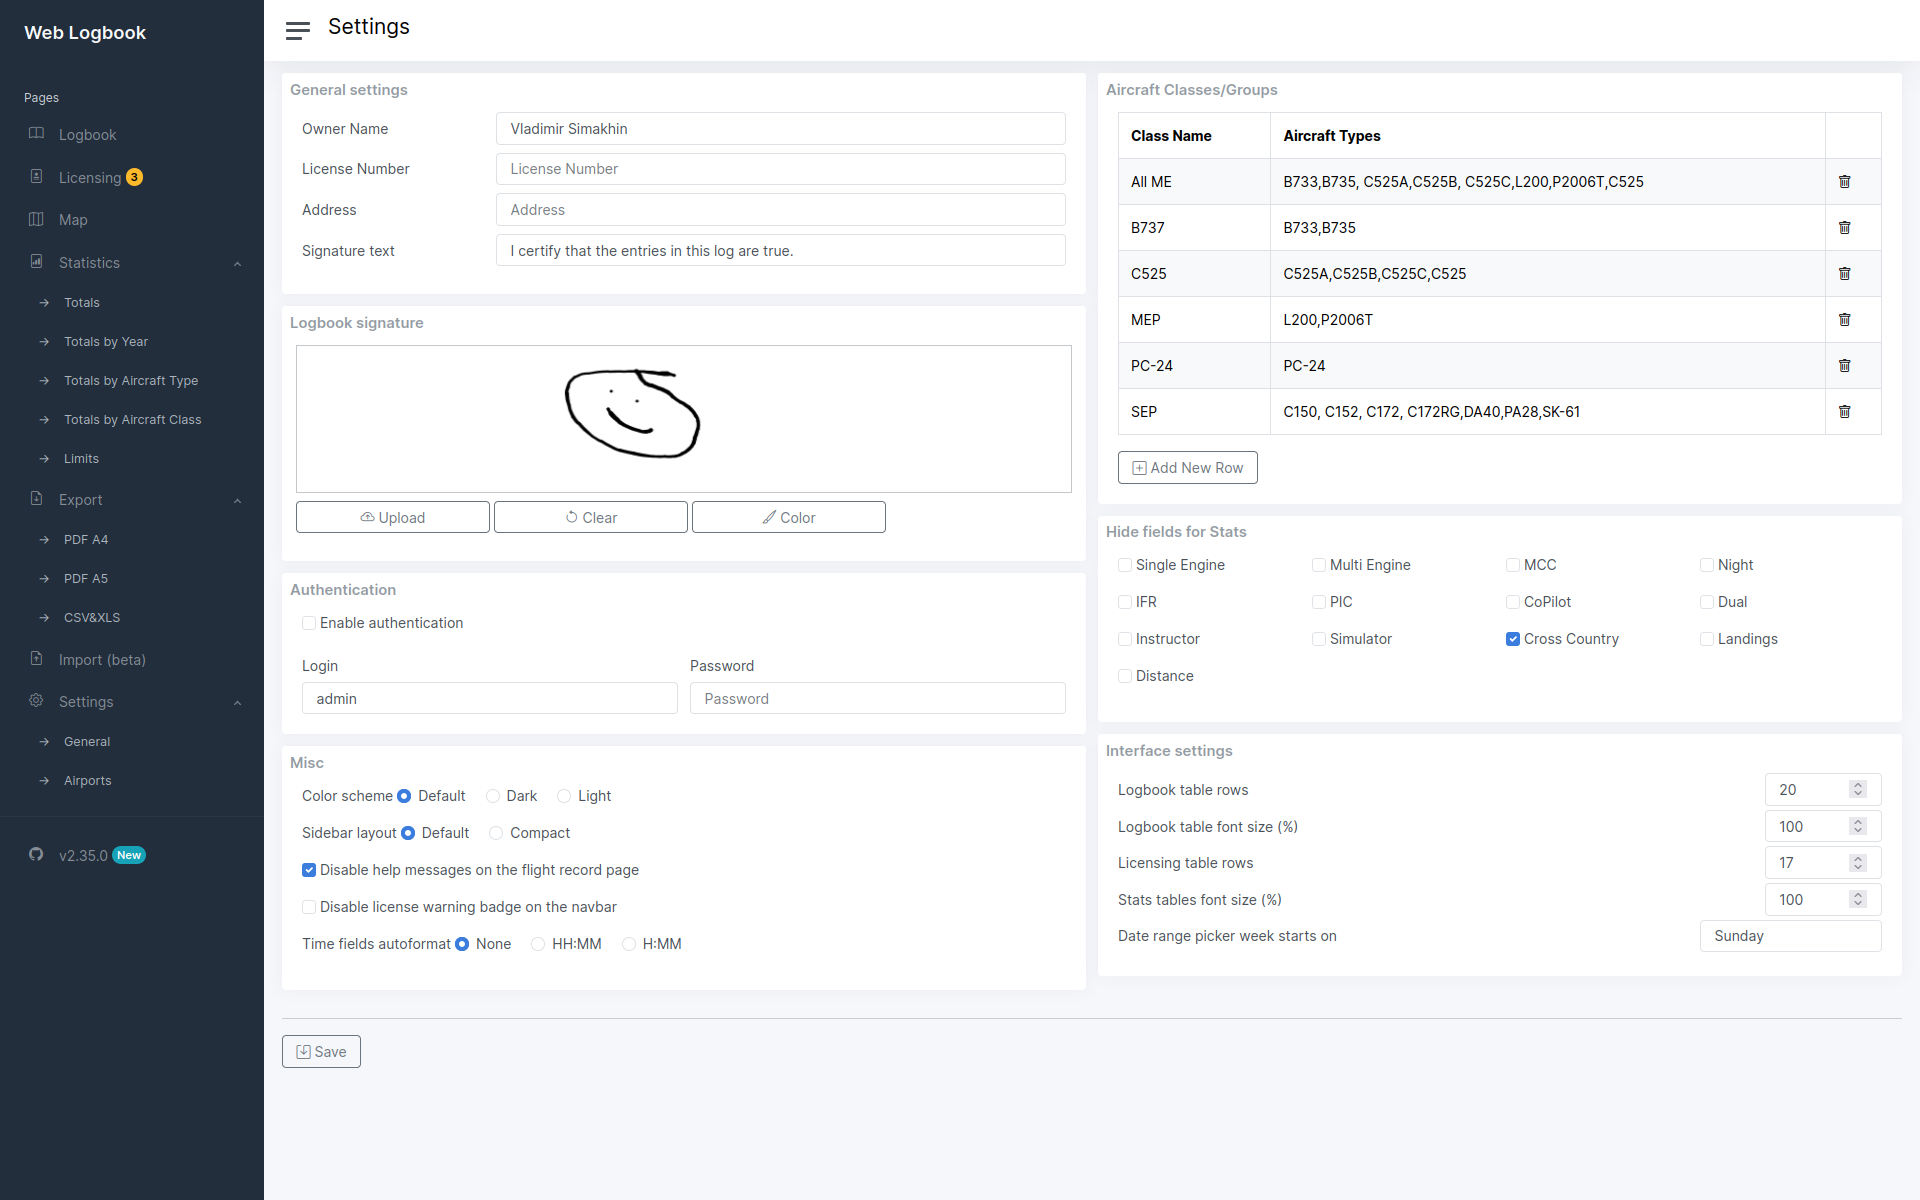 Web Logbook
Settings
Pages
Logbook
Licensing 3
Map
Statistics
Totals
Totals by Year
Totals by Aircraft Type
Totals by Aircraft Class
Limits
Export
PDF A4
PDF A5
CSV&XLS
Import (beta)
Settings
General
Airports
v2.35.0 New
General settings
Owner Name Vladimir Simakhin
License Number License Number
Address Address
Signature text I certify that the entries in this log are true.
Logbook signature
Upload Clear Color
Authentication
Enable authentication
Login Password
admin Password
Misc
Color scheme Default Dark Light
Sidebar layout Default Compact
Disable help messages on the flight record page
Disable license warning badge on the navbar
Time fields autoformat None HH:MM H:MM
Save
Aircraft Classes/Groups
Class Name Aircraft Types
All ME B733,B735, C525A,C525B, C525C,L200,P2006T,C525
B737 B733,B735
C525 C525A,C525B,C525C,C525
MEP L200,P2006T
PC-24 PC-24
SEP C150, C152, C172, C172RG,DA40,PA28,SK-61
Add New Row
Hide fields for Stats
Single Engine Multi Engine MCC Night
IFR PIC CoPilot Dual
Instructor Simulator Cross Country Landings
Distance
Interface settings
Logbook table rows 20
Logbook table font size (%) 100
Licensing table rows 17
Stats tables font size (%) 100
Date range picker week starts on Sunday